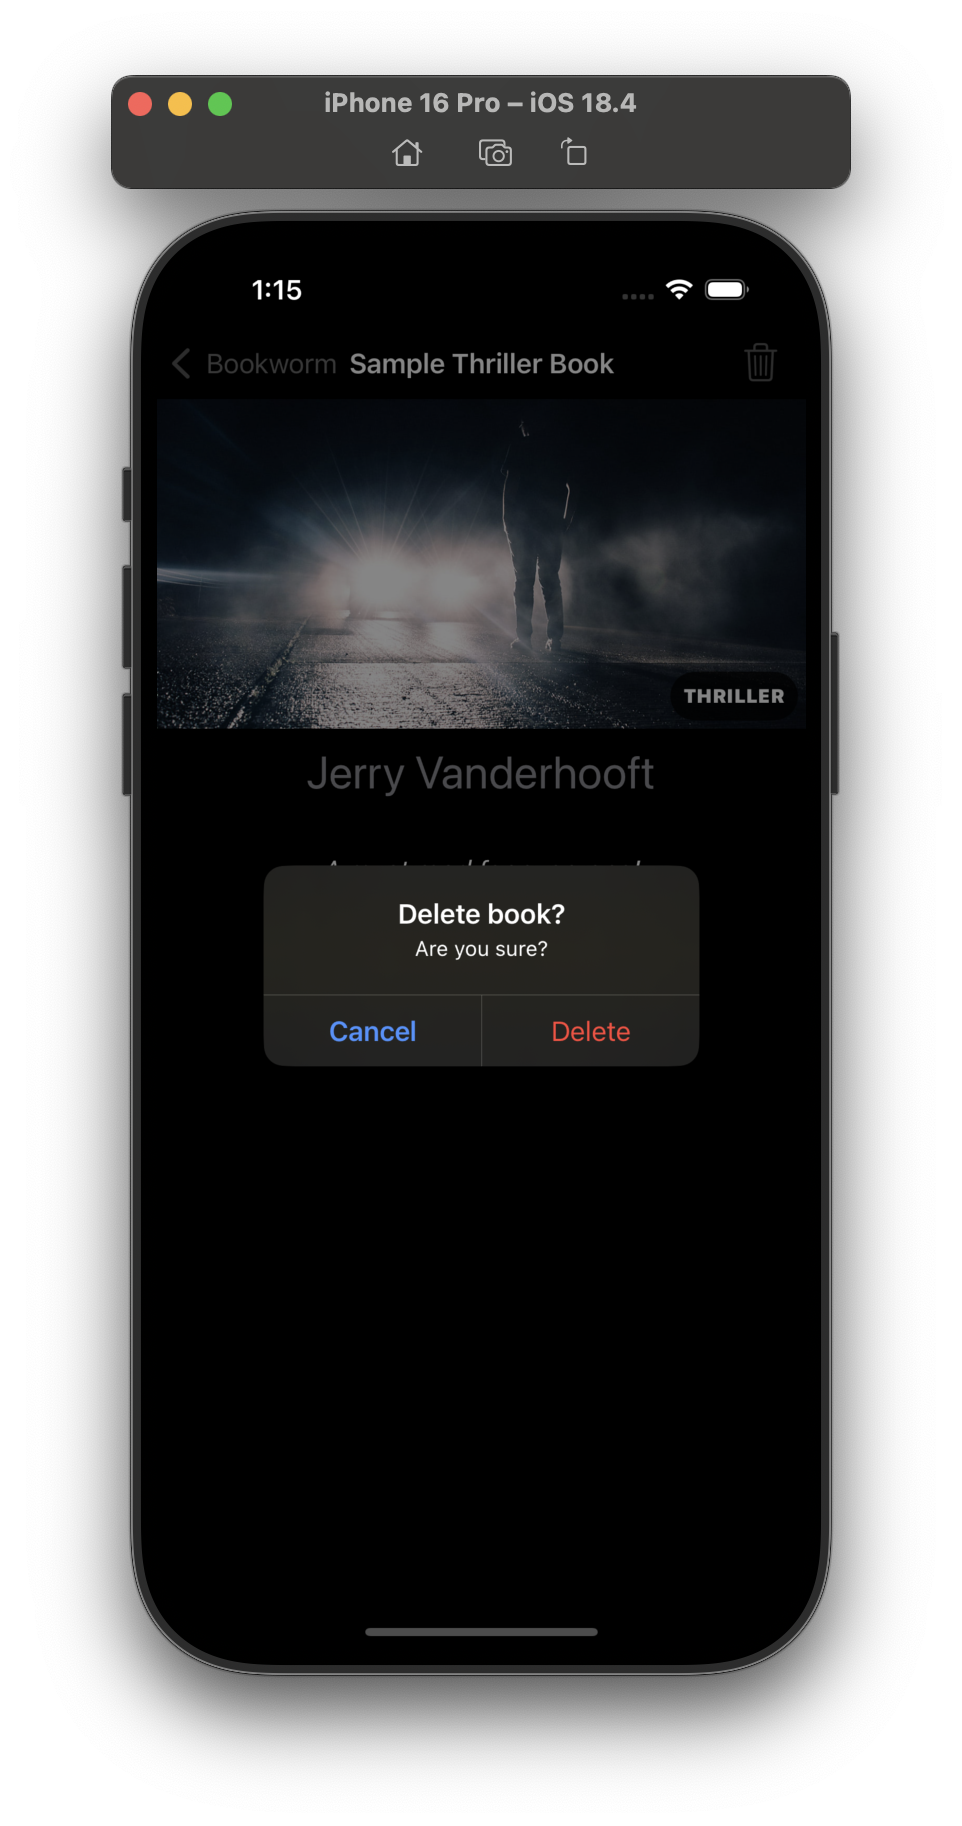 iPhone 16 Pro – iOS 18.4
1:15
Bookworm Sample Thriller Book
THRILLER
Jerry Vanderhooft
Delete book?
Are you sure?
Cancel Delete